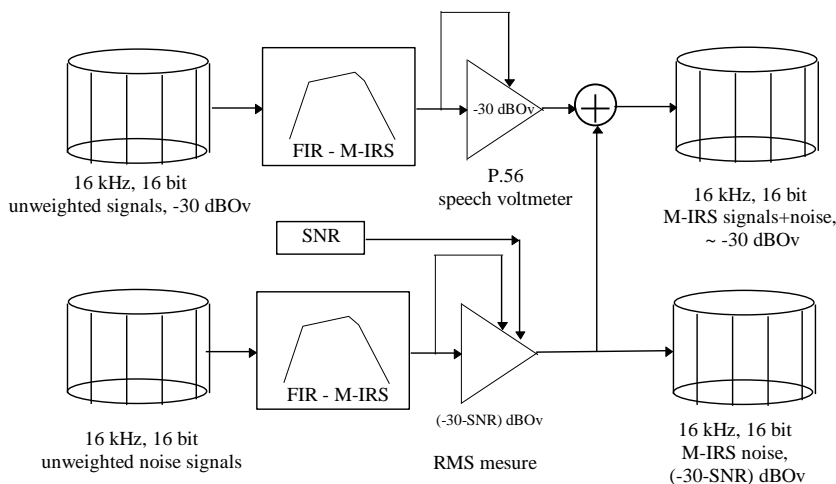 -30 dBOv
FIR - M-IRS
P.56
speech voltmeter
16 kHz, 16 bit
unweighted signals, -30 dBOv
16 kHz, 16 bit
M-IRS signals+noise,
~ -30 dBOv
SNR
FIR - M-IRS
(-30-SNR) dBOv
16 kHz, 16 bit
unweighted noise signals
RMS mesure
16 kHz, 16 bit
M-IRS noise,
(-30-SNR) dBOv